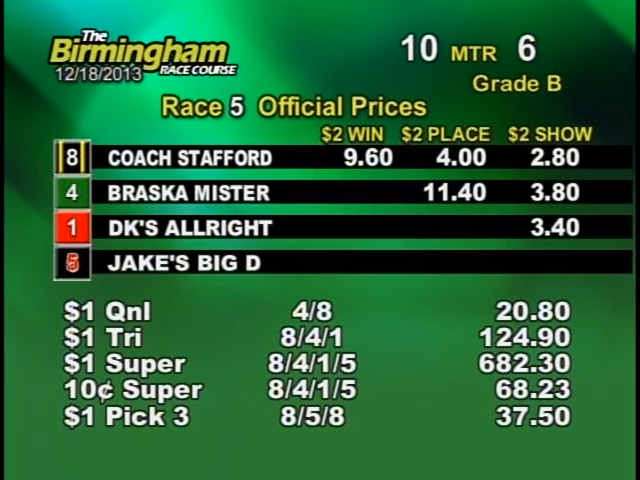 The
Birmingham
RACE COURSE
12/18/2013
10 MTR 6
Grade B
Race 5 Official Prices
$2 WIN $2 PLACE $2 SHOW
8 COACH STAFFORD 9.60 4.00 2.80
4 BRASKA MISTER 11.40 3.80
1 DK'S ALLRIGHT 3.40
5 JAKE'S BIG D
$1 Qnl 4/8 20.80
$1 Tri 8/4/1 124.90
$1 Super 8/4/1/5 682.30
10¢ Super 8/4/1/5 68.23
$1 Pick 3 8/5/8 37.50